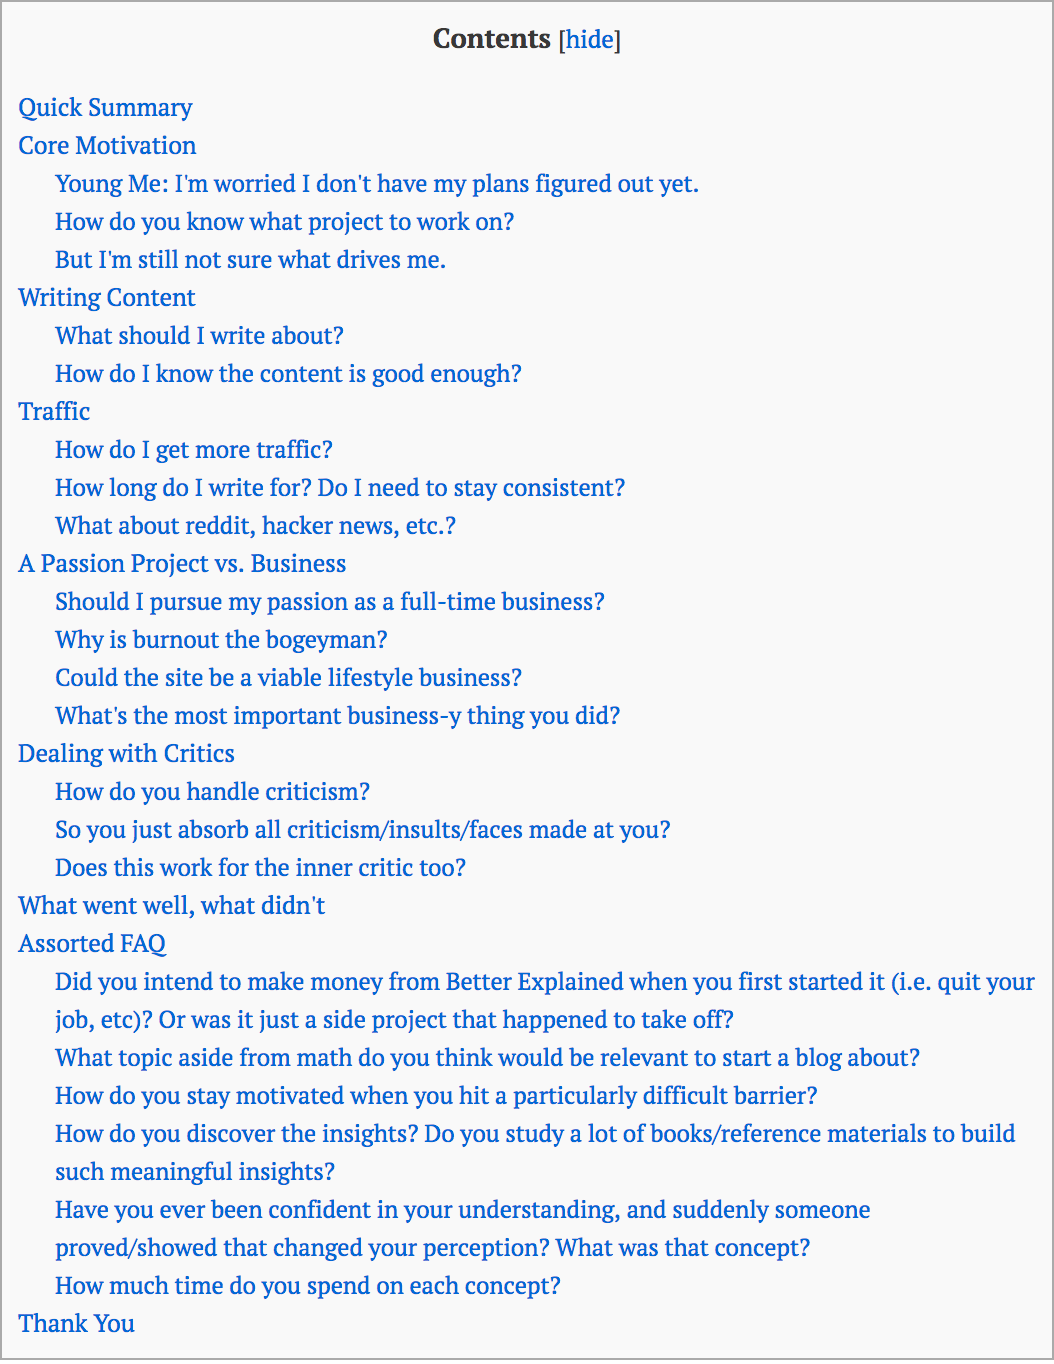 Contents [hide]
Quick Summary
Core Motivation
Young Me: I'm worried I don't have my plans figured out yet.
How do you know what project to work on?
But I'm still not sure what drives me.
Writing Content
What should I write about?
How do I know the content is good enough?
Traffic
How do I get more traffic?
How long do I write for? Do I need to stay consistent?
What about reddit, hacker news, etc.?
A Passion Project vs. Business
Should I pursue my passion as a full-time business?
Why is burnout the bogeyman?
Could the site be a viable lifestyle business?
What's the most important business-y thing you did?
Dealing with Critics
How do you handle criticism?
So you just absorb all criticism/insults/faces made at you?
Does this work for the inner critic too?
What went well, what didn't
Assorted FAQ
Did you intend to make money from Better Explained when you first started it (i.e. quit your
job, etc)? Or was it just a side project that happened to take off?
What topic aside from math do you think would be relevant to start a blog about?
How do you stay motivated when you hit a particularly difficult barrier?
How do you discover the insights? Do you study a lot of books/reference materials to build
such meaningful insights?
Have you ever been confident in your understanding, and suddenly someone
proved/showed that changed your perception? What was that concept?
How much time do you spend on each concept?
Thank You